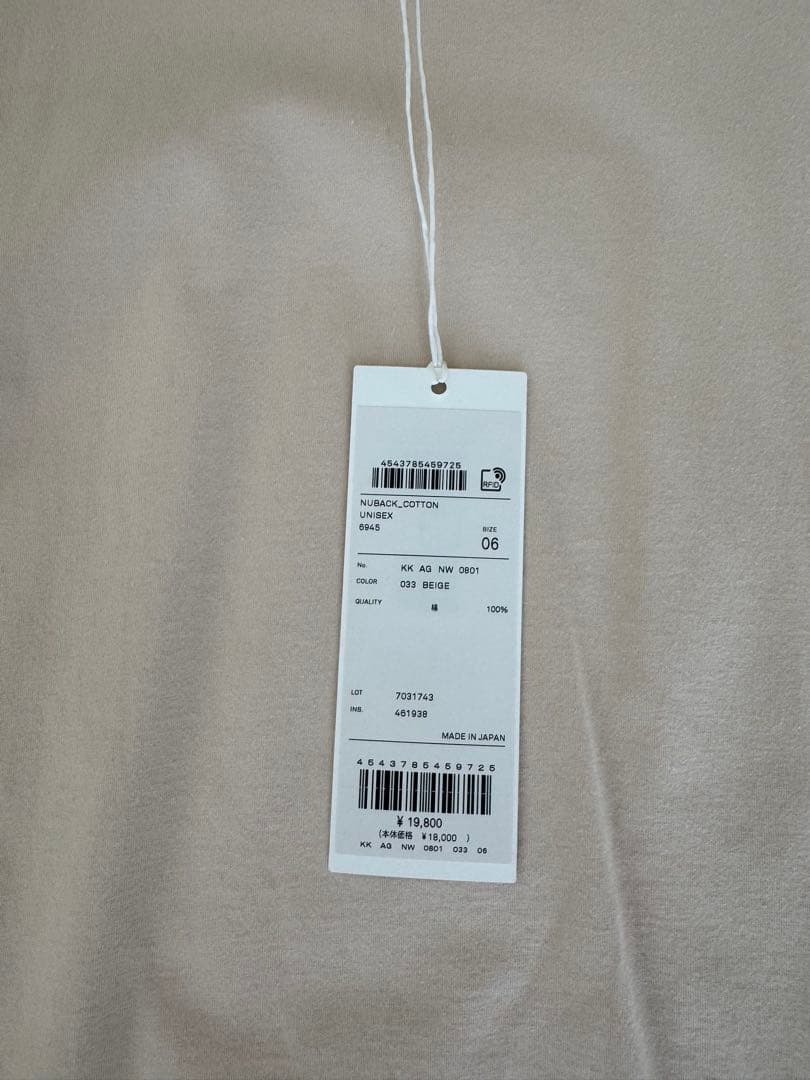 4543785459725
RFID
NUBACK_COTTON
UNISEX
6945
SIZE
06
No. KK AG NW 0801
COLOR 033 BEIGE
QUALITY 綿 100%
LOT 7031743
INS. 461938
MADE IN JAPAN
4543785459725
¥ 19,800
(本体価格 ¥18,000 )
KK AG NW 0801 033 06